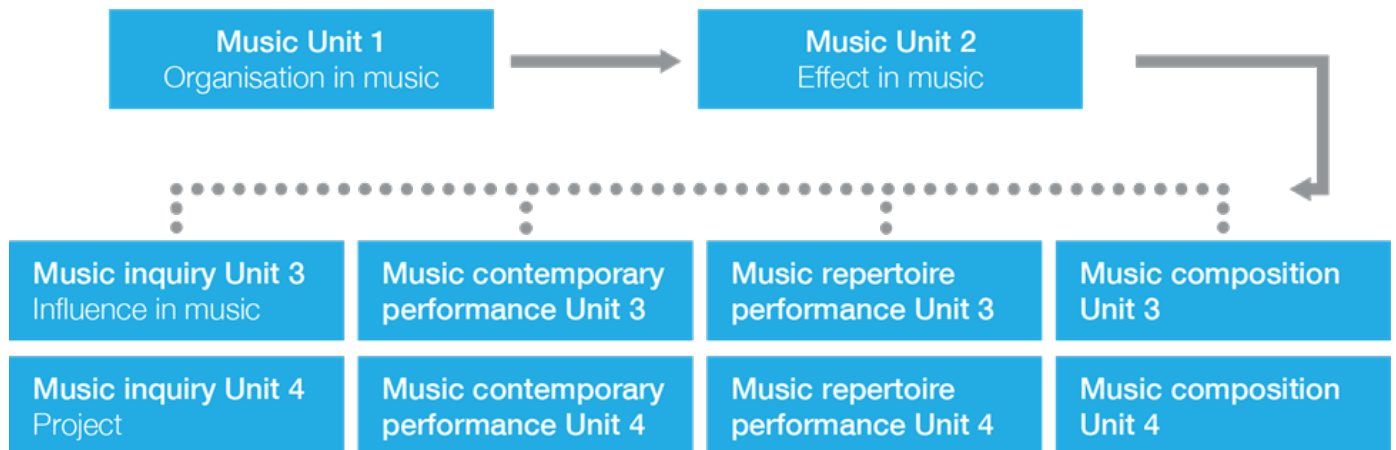 Music Unit 1
Organisation in music
Music Unit 2
Effect in music
Music inquiry Unit 3
Influence in music
Music contemporary
performance Unit 3
Music repertoire
performance Unit 3
Music composition
Unit 3
Music inquiry Unit 4
Project
Music contemporary
performance Unit 4
Music repertoire
performance Unit 4
Music composition
Unit 4